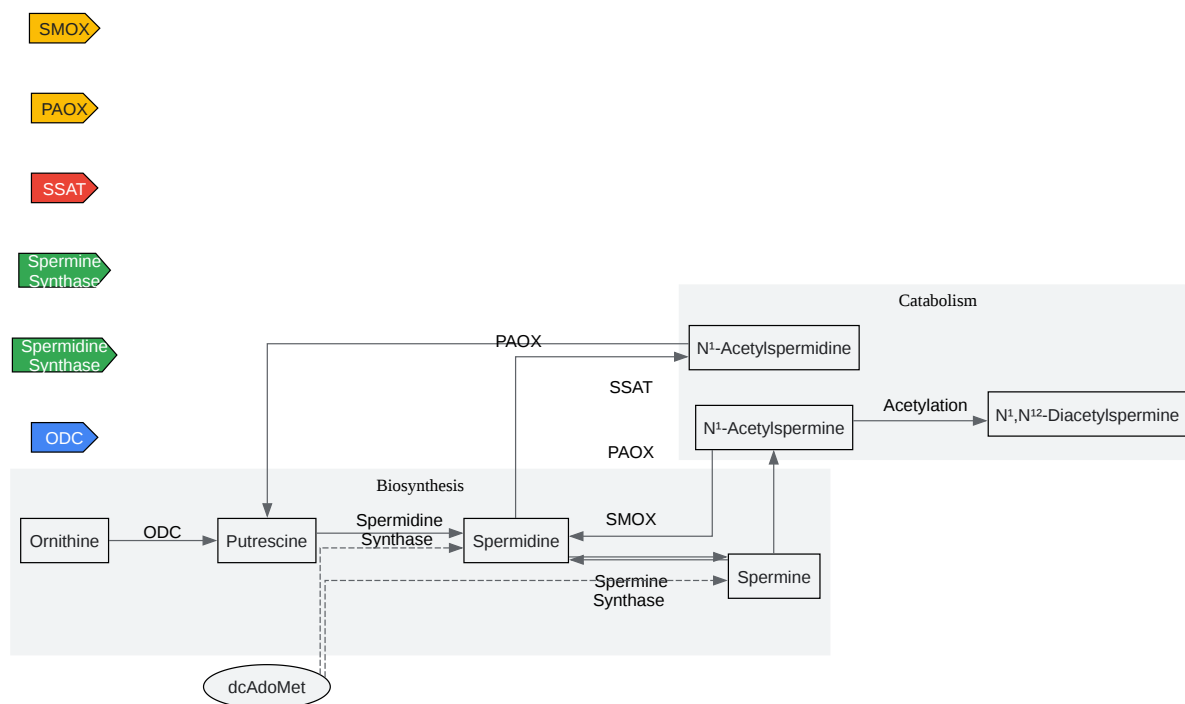 SMOX
PAOX
SSAT
Spermine
Synthase
Catabolism
PAOX
N¹-Acetylspermidine
Spermidine
Synthase
SSAT
Acetylation
N¹,N¹²-Diacetylspermine
N¹-Acetylspermine
ODC
PAOX
Biosynthesis
Spermidine
Synthase
SMOX
ODC
Ornithine
Putrescine
Spermidine
Spermine
Spermine
Synthase
dcAdoMet